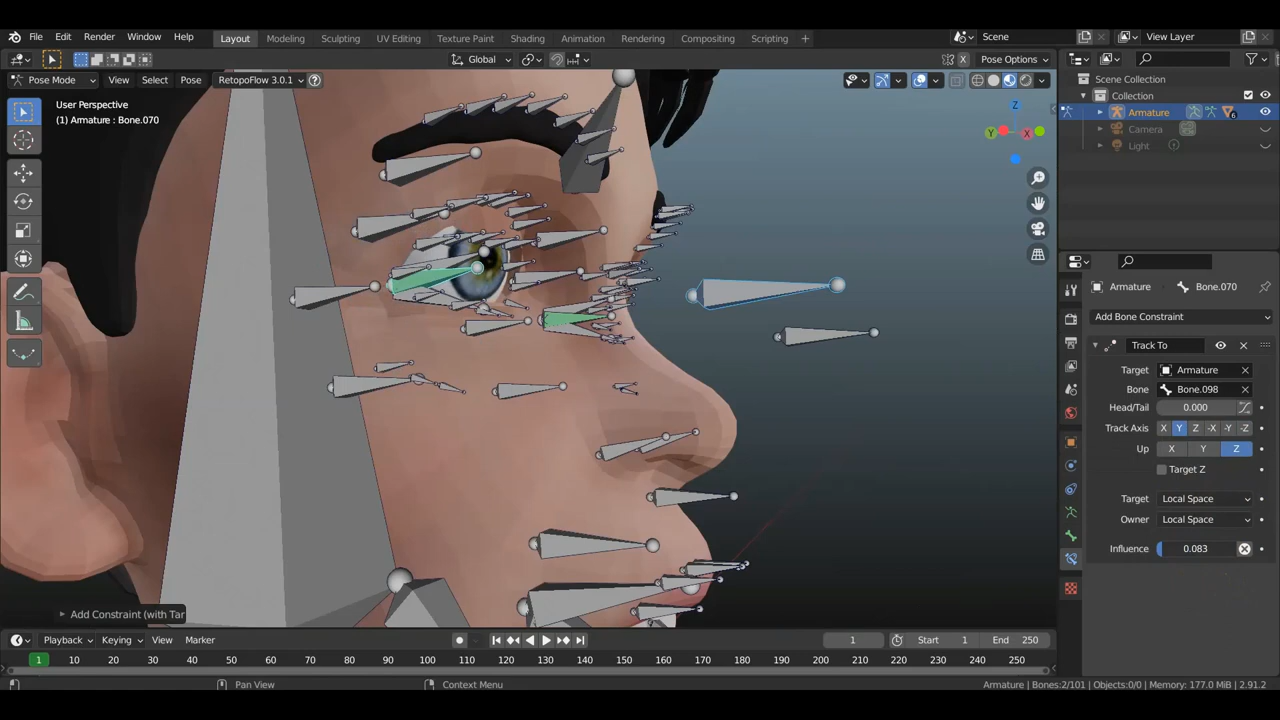 File Edit Render Window Help Layout Modeling Sculpting UV Editing Texture Paint Shading Animation Rendering Compositing Scripting + Scene View Layer
Global Pose Options
Pose Mode View Select Pose RetopoFlow 3.0.1 ?
Scene Collection
User Perspective
Collection
(1) Armature : Bone.070
Armature 6
Camera
Light
Z
Y X
Armature Bone.070
Add Bone Constraint
Track To
Target Armature
Bone Bone.098
Head/Tail 0.000
Track Axis X Y Z -X -Y -Z
Up X Y Z
Target Z
Target Local Space
Owner Local Space
Influence 0.083
Add Constraint (with Tar
Playback Keying View Marker 1 Start 1 End 250
1 10 20 30 40 50 60 70 80 90 100 110 120 130 140 150 160 170 180 190 200 210 220 230 240 250
Pan View Context Menu Armature | Bones:2/101 | Objects:0/0 | Memory: 177.0 MiB | 2.91.2